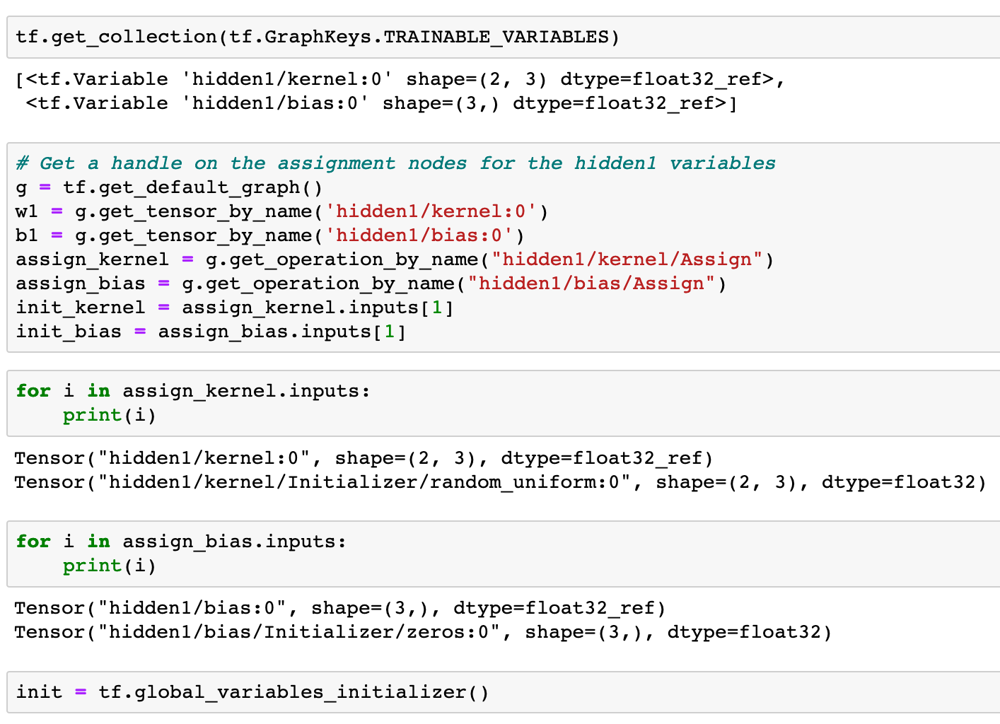 tf.get_collection(tf.GraphKeys.TRAINABLE_VARIABLES)
[<tf.Variable 'hidden1/kernel:0' shape=(2, 3) dtype=float32_ref>,
 <tf.Variable 'hidden1/bias:0' shape=(3,) dtype=float32_ref>]
# Get a handle on the assignment nodes for the hidden1 variables
g = tf.get_default_graph()
w1 = g.get_tensor_by_name('hidden1/kernel:0')
b1 = g.get_tensor_by_name('hidden1/bias:0')
assign_kernel = g.get_operation_by_name("hidden1/kernel/Assign")
assign_bias = g.get_operation_by_name("hidden1/bias/Assign")
init_kernel = assign_kernel.inputs[1]
init_bias = assign_bias.inputs[1]
for i in assign_kernel.inputs:
    print(i)
Tensor("hidden1/kernel:0", shape=(2, 3), dtype=float32_ref)
Tensor("hidden1/kernel/Initializer/random_uniform:0", shape=(2, 3), dtype=float32)
for i in assign_bias.inputs:
    print(i)
Tensor("hidden1/bias:0", shape=(3,), dtype=float32_ref)
Tensor("hidden1/bias/Initializer/zeros:0", shape=(3,), dtype=float32)
init = tf.global_variables_initializer()